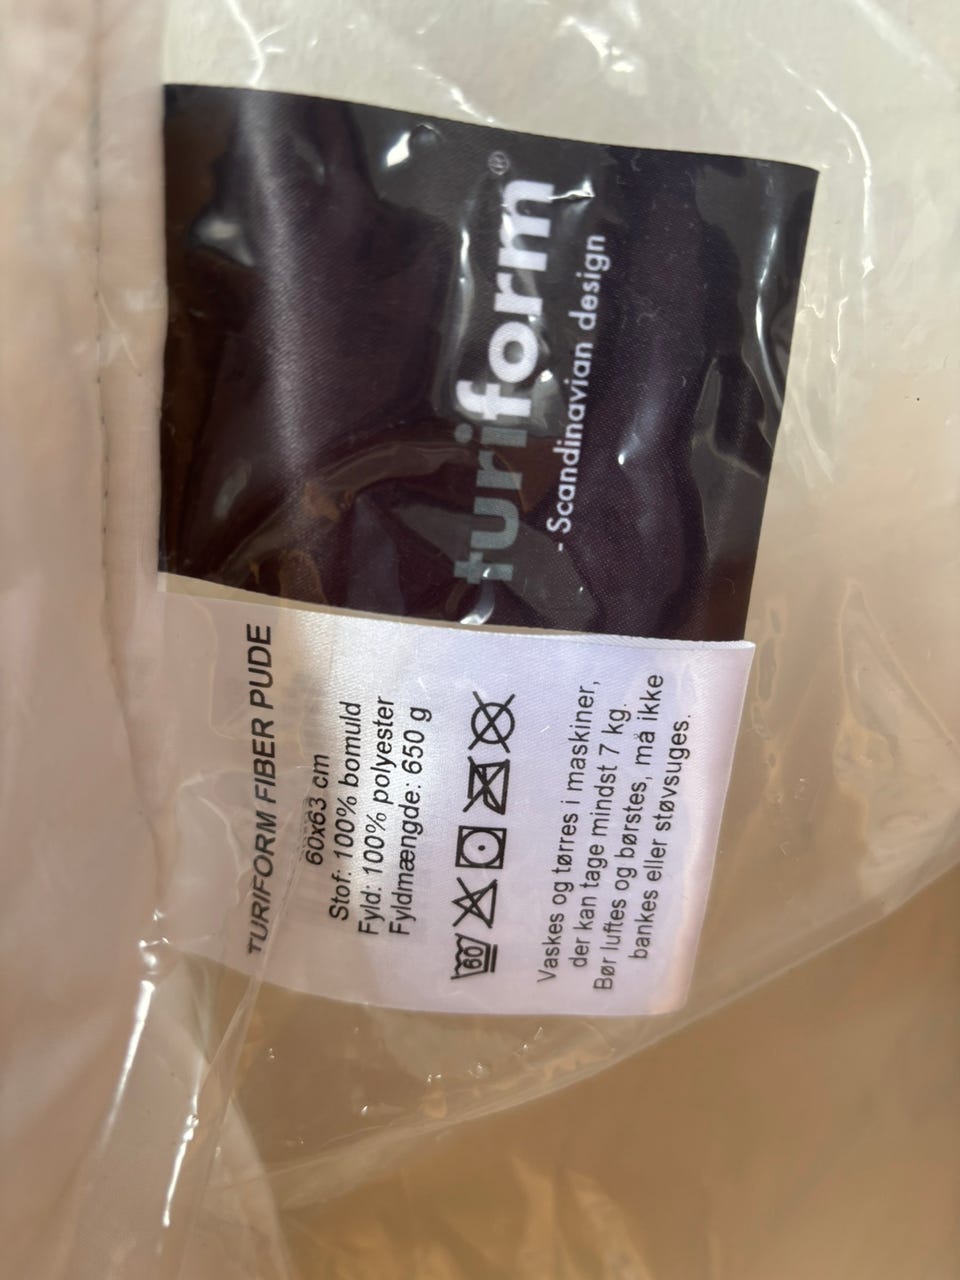 turiform®
- Scandinavian design
TURIFORM FIBER PUDE
60x63 cm
Stof: 100% bomuld
Fyld: 100% polyester
Fyldmængde: 650 g
60
Vaskes og tørres i maskiner,
der kan tage mindst 7 kg.
Bør luftes og børstes, må ikke
bankes eller støvsuges.